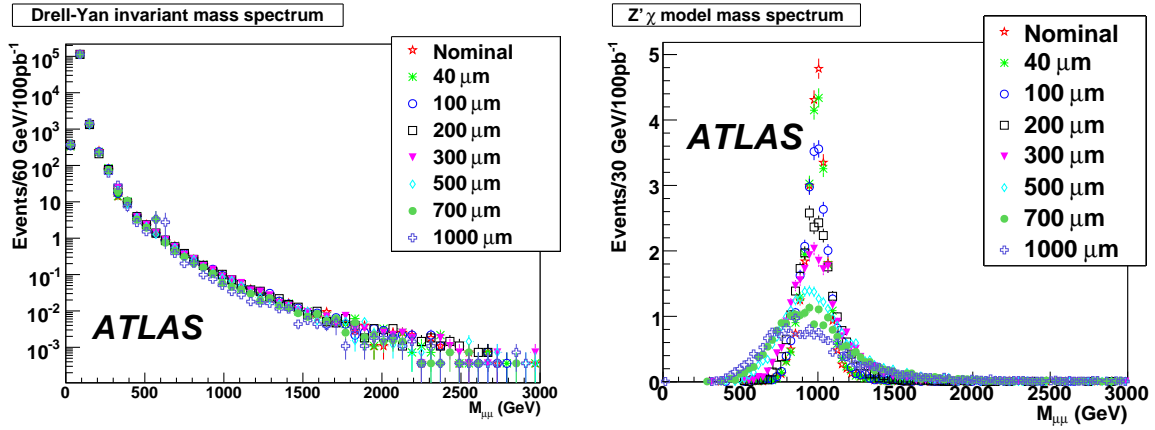 Drell-Yan invariant mass spectrum
Events/60 GeV/100pb⁻¹
10⁵
10⁴
10³
10²
10
1
10⁻¹
10⁻²
10⁻³
Nominal
40 μm
100 μm
200 μm
300 μm
500 μm
700 μm
1000 μm
ATLAS
0 500 1000 1500 2000 2500 3000
M_μμ (GeV)
Z' χ model mass spectrum
Events/30 GeV/100pb⁻¹
5
4
3
2
1
0
Nominal
40 μm
100 μm
200 μm
300 μm
500 μm
700 μm
1000 μm
ATLAS
0 500 1000 1500 2000 2500 3000
M_μμ (GeV)